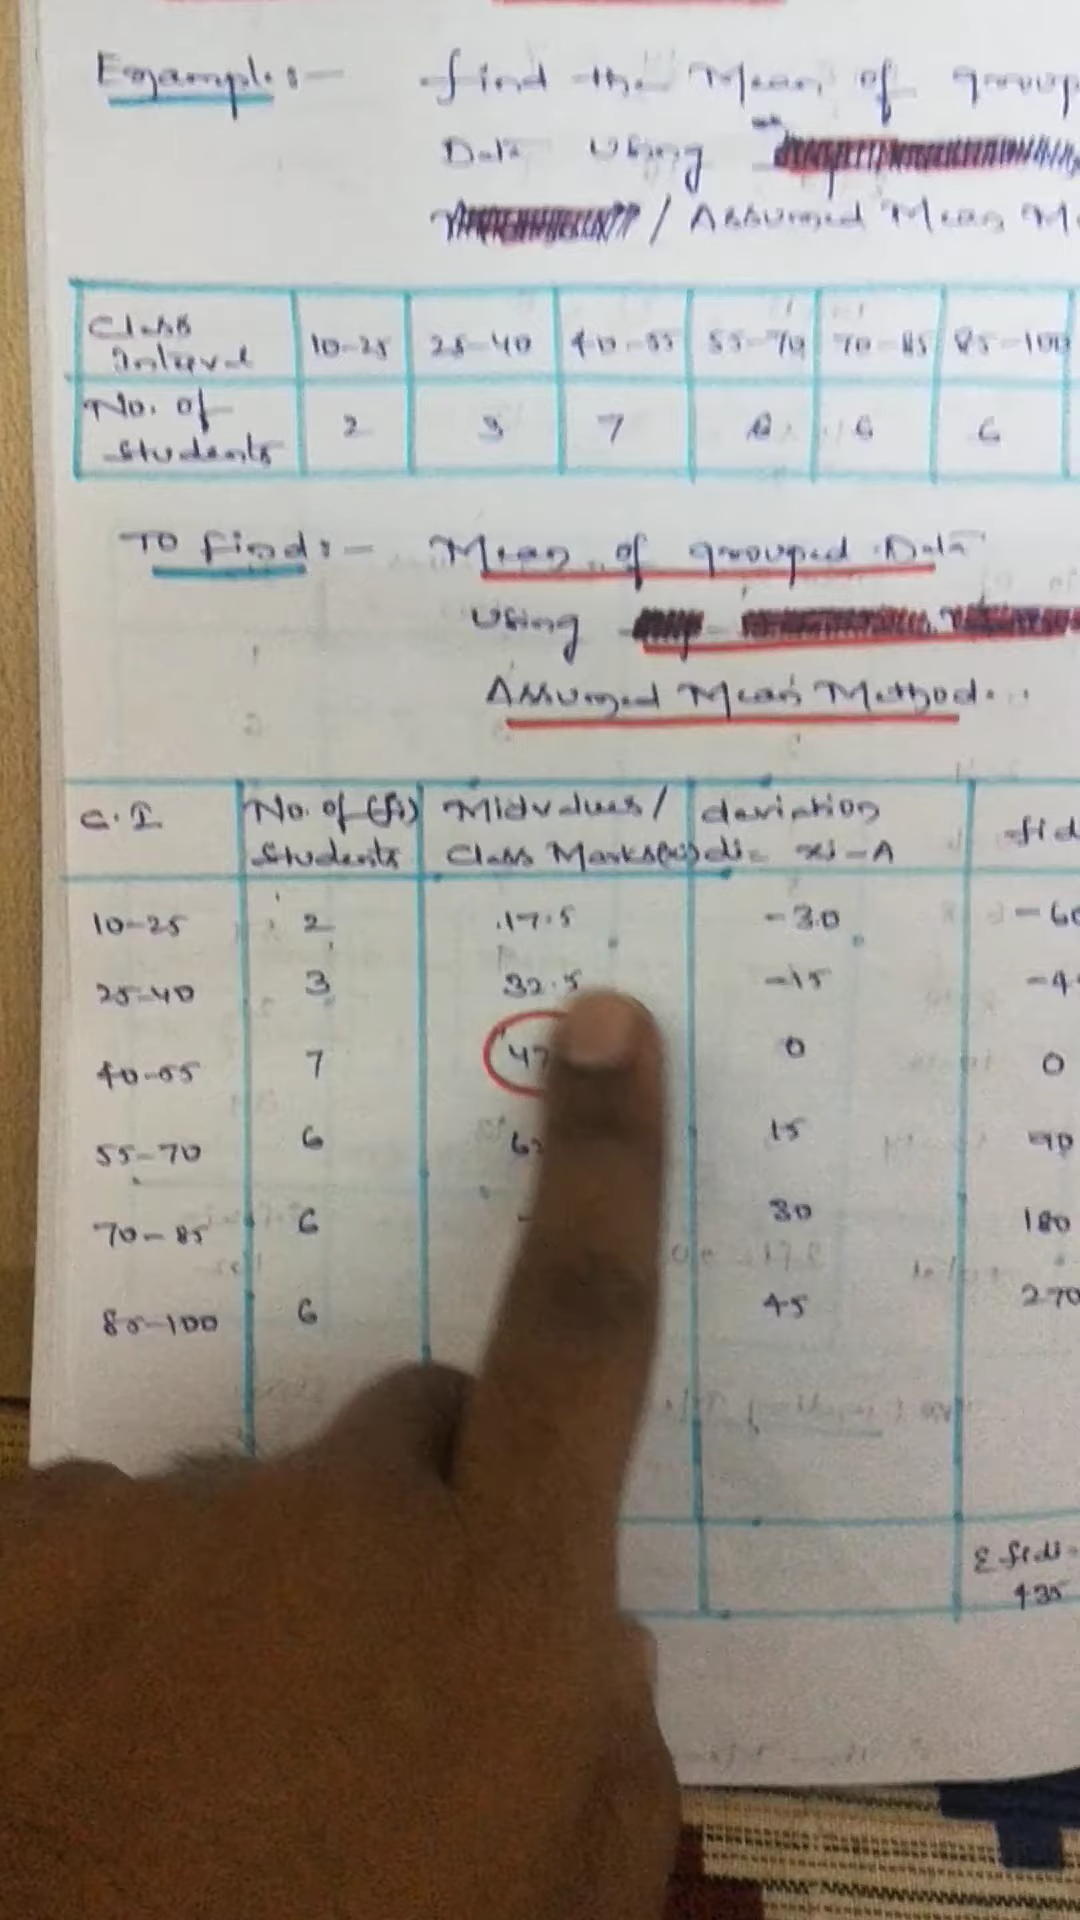 Example:-
find the Mean of
Data Using
/ Assumed Mean
Class Interval 10-25 25-40 40-55 55-70 70-85 85-100
No. of Students 2 3 7 6 6 6
To find:- Mean of grouped Data
Using
Assumed Mean Method.
C.I No. of (fi) Students Midvalues/ Class Marks(xi) deviation di = xi-A
10-25 2 17.5 -30
25-40 3 32.5 -15
40-55 7 0 0
55-70 6 15 90
70-85 6 30 180
85-100 6 45 270
Σfidi =
435